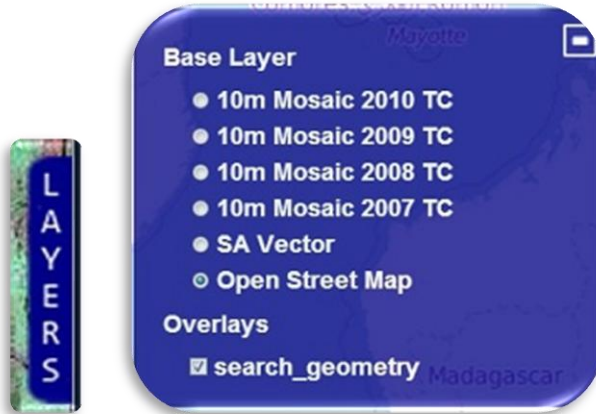 L
A
Y
E
R
S
Mayotte
Base Layer
10m Mosaic 2010 TC
10m Mosaic 2009 TC
10m Mosaic 2008 TC
10m Mosaic 2007 TC
SA Vector
Open Street Map
Overlays
search_geometry
Madagascar